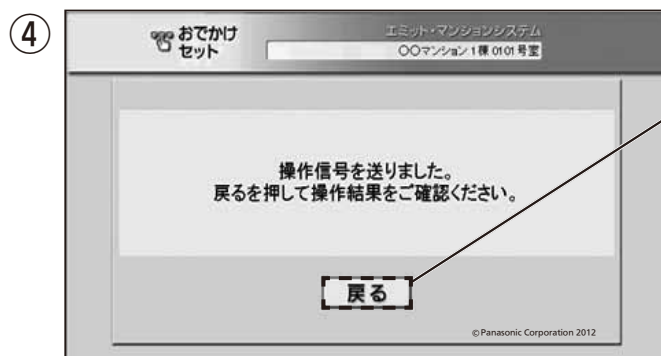 ④
おでかけ
セット
エミット・マンションシステム
〇〇マンション1棟 0101号室
操作信号を送りました。
戻るを押して操作結果をご確認ください。
戻る
© Panasonic Corporation 2012